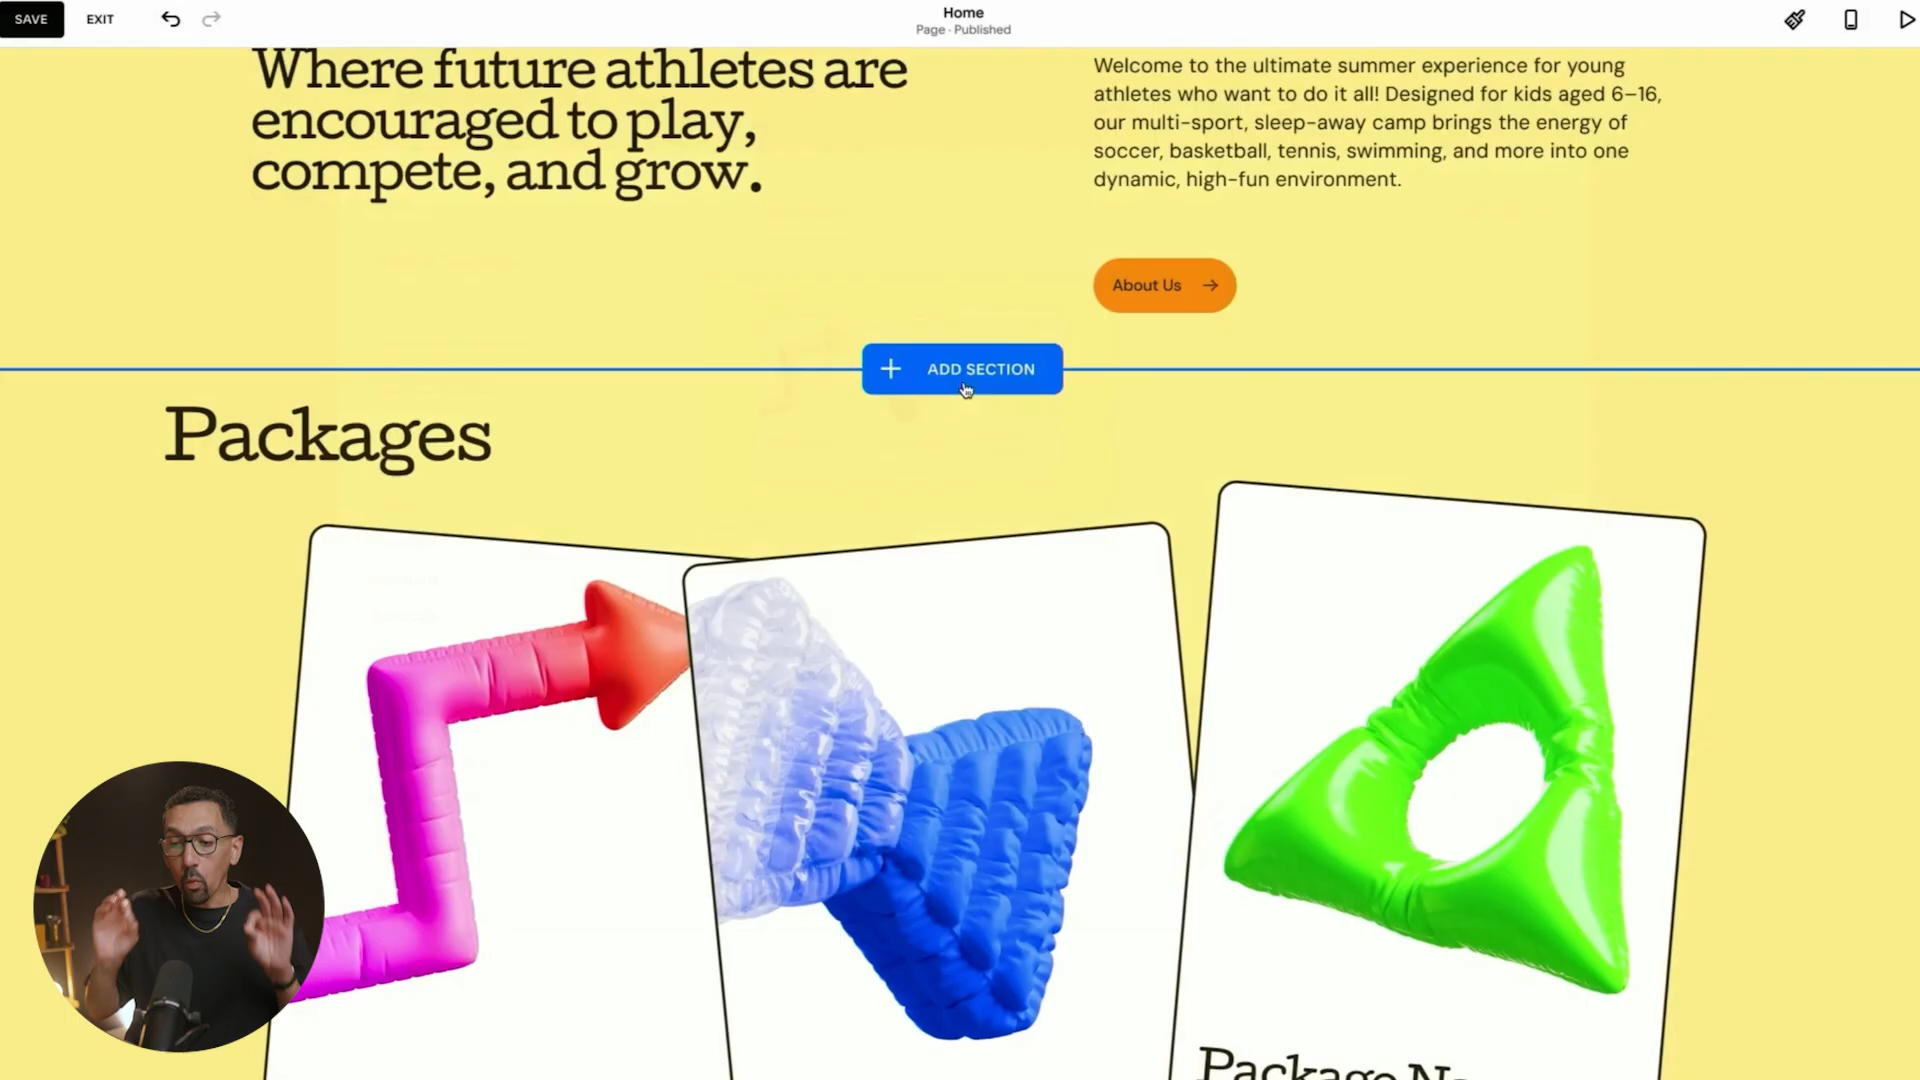 SAVE
EXIT
Home
Page · Published
Where future athletes are
encouraged to play,
compete, and grow.
Welcome to the ultimate summer experience for young
athletes who want to do it all! Designed for kids aged 6–16,
our multi-sport, sleep-away camp brings the energy of
soccer, basketball, tennis, swimming, and more into one
dynamic, high-fun environment.
About Us →
+ ADD SECTION
Packages
Package